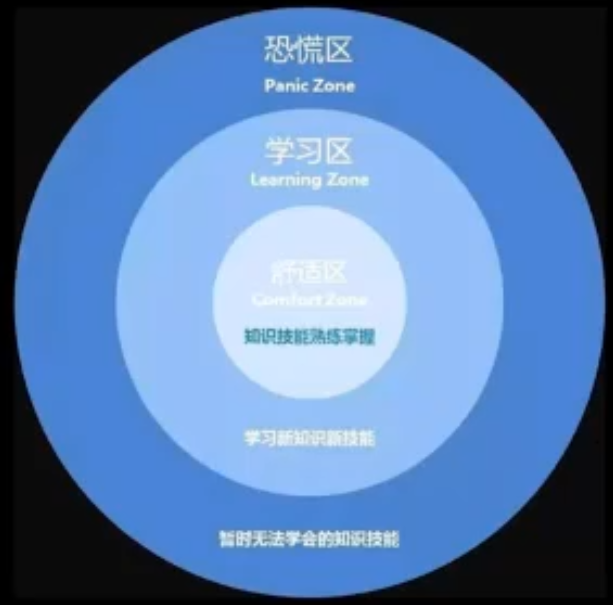 恐慌区
Panic Zone
学习区
Learning Zone
舒适区
Comfort Zone
知识技能熟练掌握
学习新知识新技能
暂时无法学会的知识技能